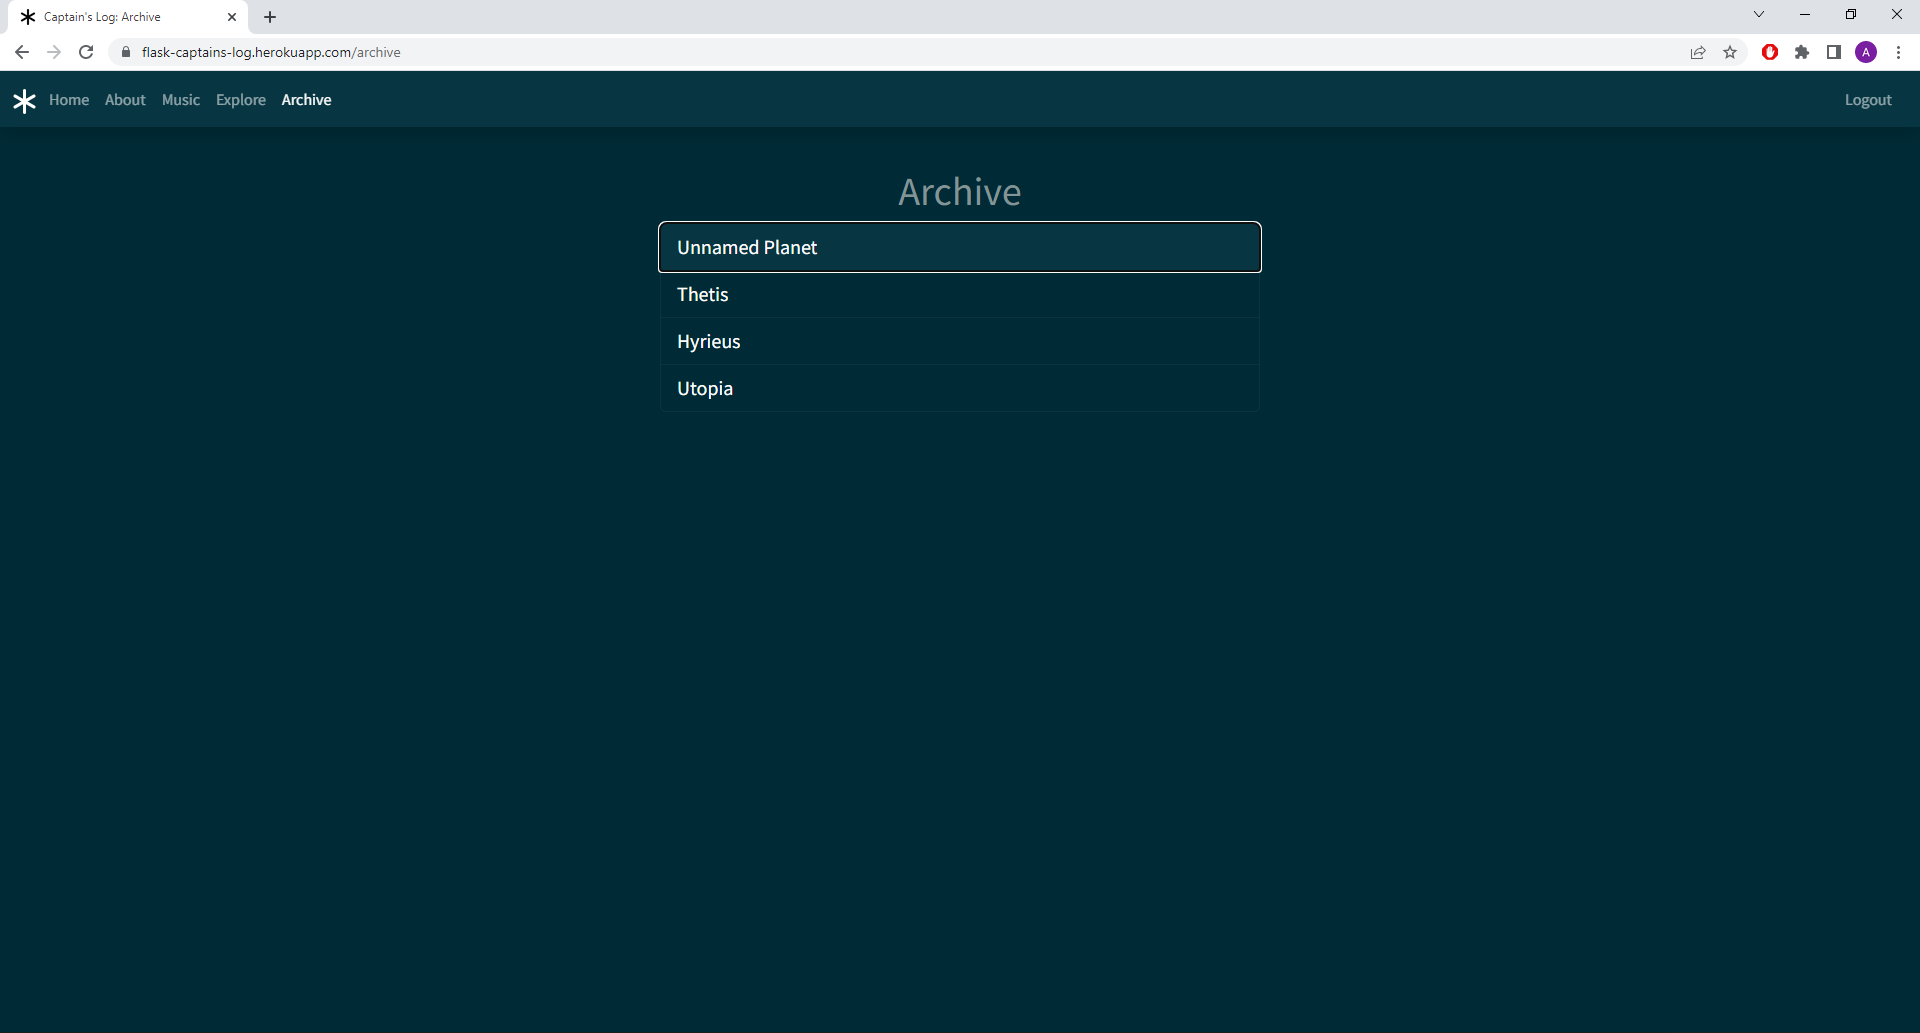 Captain's Log: Archive
flask-captains-log.herokuapp.com/archive
A
Home About Music Explore Archive Logout
Archive
Unnamed Planet
Thetis
Hyrieus
Utopia